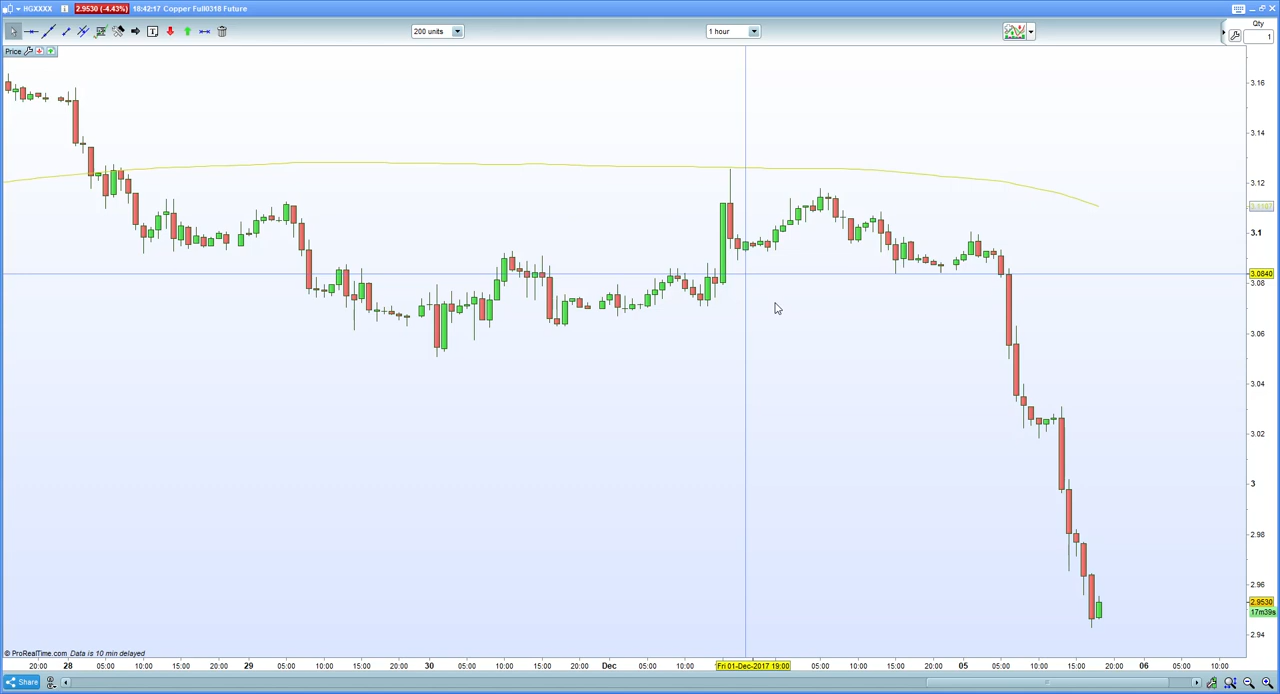 HGXXXX 2.9530 (-4.43%) 18:42:17 Copper Full0318 Future
200 units 1 hour Qty
1
Price
3.16
3.14
3.12
3.1107
3.1
3.0840
3.08
3.06
3.04
3.02
3
2.98
2.96
2.9530
17m39s
2.94
© ProRealTime.com Data is 10 min delayed
20:00 28 05:00 10:00 15:00 20:00 29 05:00 10:00 15:00 20:00 30 05:00 10:00 15:00 20:00 Dec 05:00 10:00 Fri 01-Dec-2017 19:00 05:00 10:00 15:00 20:00 05 05:00 10:00 15:00 20:00 06 05:00 10:00
Share